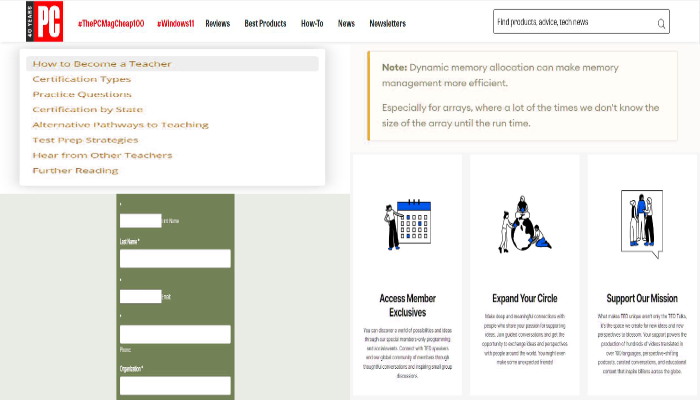 40 YEARS
PC
#ThePCMagCheap100 #Windows11 Reviews Best Products How-To News Newsletters
Find products, advice, tech news
How to Become a Teacher
Certification Types
Practice Questions
Certification by State
Alternative Pathways to Teaching
Test Prep Strategies
Hear from Other Teachers
Further Reading
Note: Dynamic memory allocation can make memory
management more efficient.
Especially for arrays, where a lot of the times we don't know the
size of the array until the run time.
*
Last Name
Last Name *
*
*
Phone:
Organization *
Access Member
Exclusives
You can discover a world of possibilities and ideas
through our special members-only programming
and community. Connect with TED speakers
and our global community of members through
thoughtful conversations and inspiring small group
discussions.
Expand Your Circle
Make deep and meaningful connections with
people who share your passion for supporting
ideas. Join guided conversations and get the
opportunity to exchange ideas and perspectives
with people around the world. You might even
make some unexpected friends!
Support Our Mission
What makes TED unique aren't only the TED Talks,
it's the space we create for new ideas and new
perspectives to blossom. Your support powers the
production of hundreds of videos translated in
over 100 languages, perspective-shifting
podcasts, curated conversations, and educational
content that inspire billions across the globe.